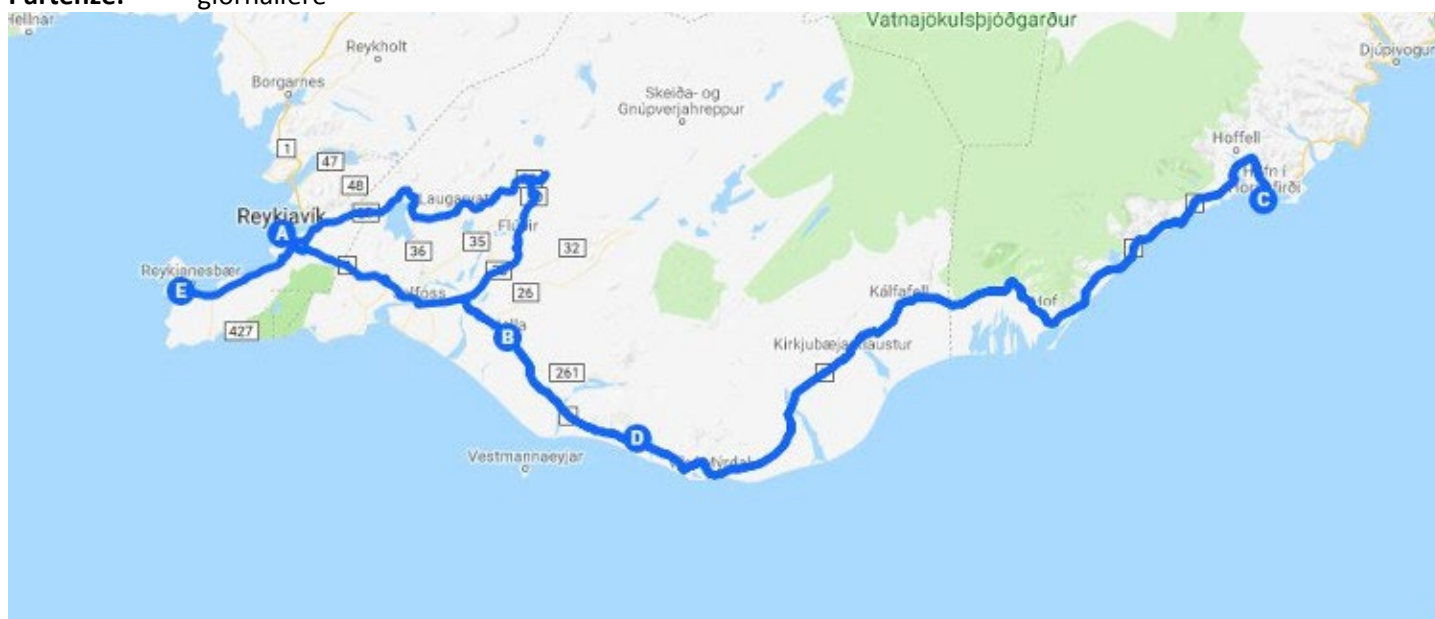 Partenze: giornaliere
Hellnar
Vatnajökulsþjóðgarður
Reykholt
Djúpivogur
Borgarnes
Skeiða- og
Gnúpverjahreppur
1
Hoffell
47
48
Reykjavík
A
C
36
35
32
Reykjanesbær
E
26
Kálfafell
Hof
427
B
Kirkjubæjarklaustur
261
D
Vestmannaeyjar